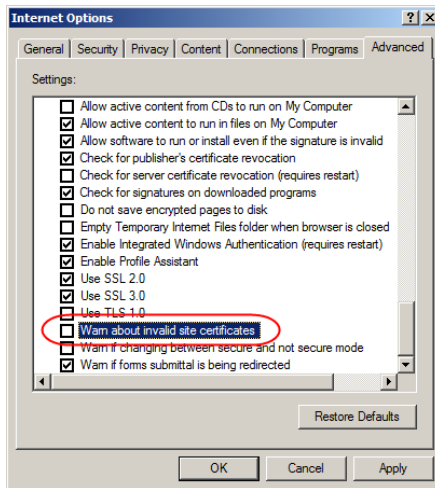 Internet Options
General Security Privacy Content Connections Programs Advanced
Settings:
Allow active content from CDs to run on My Computer
Allow active content to run in files on My Computer
Allow software to run or install even if the signature is invalid
Check for publisher's certificate revocation
Check for server certificate revocation (requires restart)
Check for signatures on downloaded programs
Do not save encrypted pages to disk
Empty Temporary Internet Files folder when browser is closed
Enable Integrated Windows Authentication (requires restart)
Enable Profile Assistant
Use SSL 2.0
Use SSL 3.0
Use TLS 1.0
Warn about invalid site certificates
Warn if changing between secure and not secure mode
Warn if forms submittal is being redirected
Restore Defaults
OK Cancel Apply